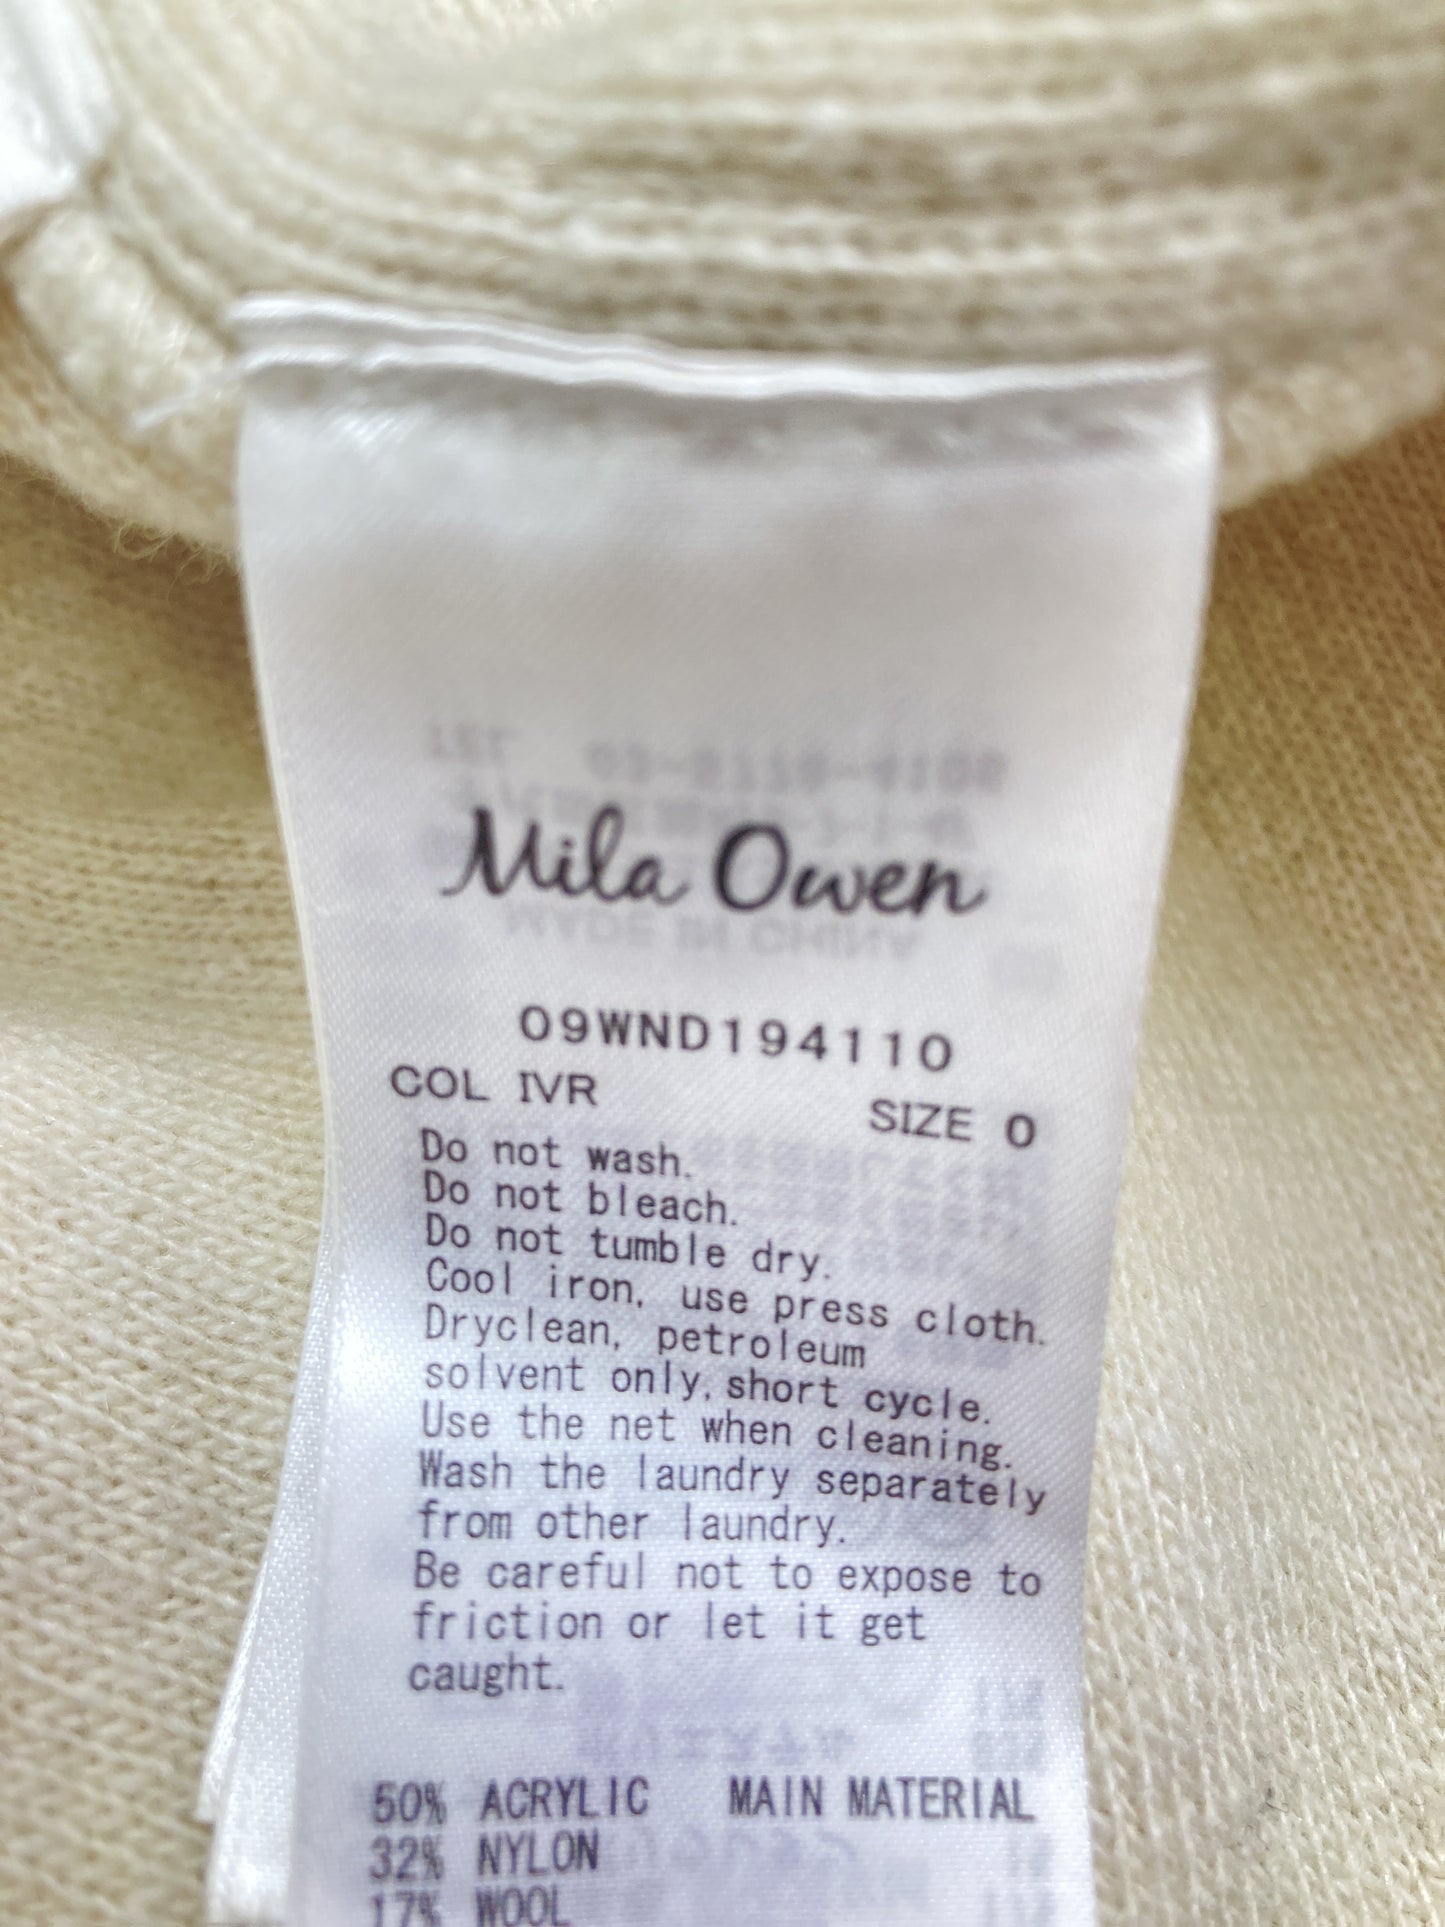 Mila Owen
09WND194110
COL IVR SIZE 0
Do not wash.
Do not bleach.
Do not tumble dry.
Cool iron, use press cloth.
Dryclean, petroleum
solvent only, short cycle.
Use the net when cleaning.
Wash the laundry separately
from other laundry.
Be careful not to expose to
friction or let it get
caught.
50% ACRYLIC MAIN MATERIAL
32% NYLON
17% WOOL